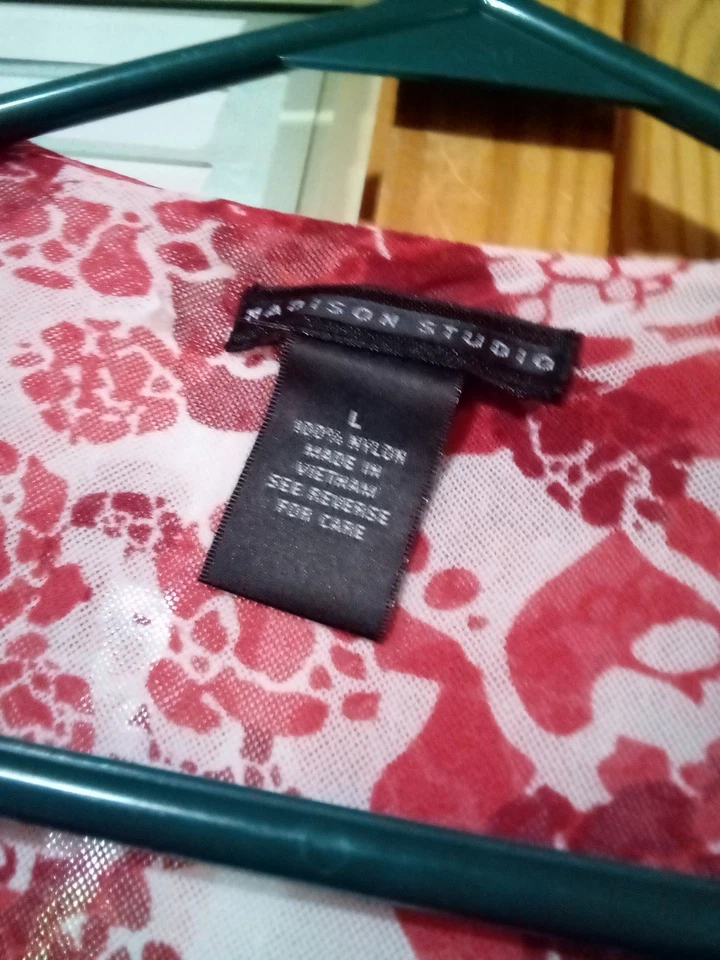 MADISON STUDIO
L
100% NYLON
MADE IN
VIETNAM
SEE REVERSE
FOR CARE